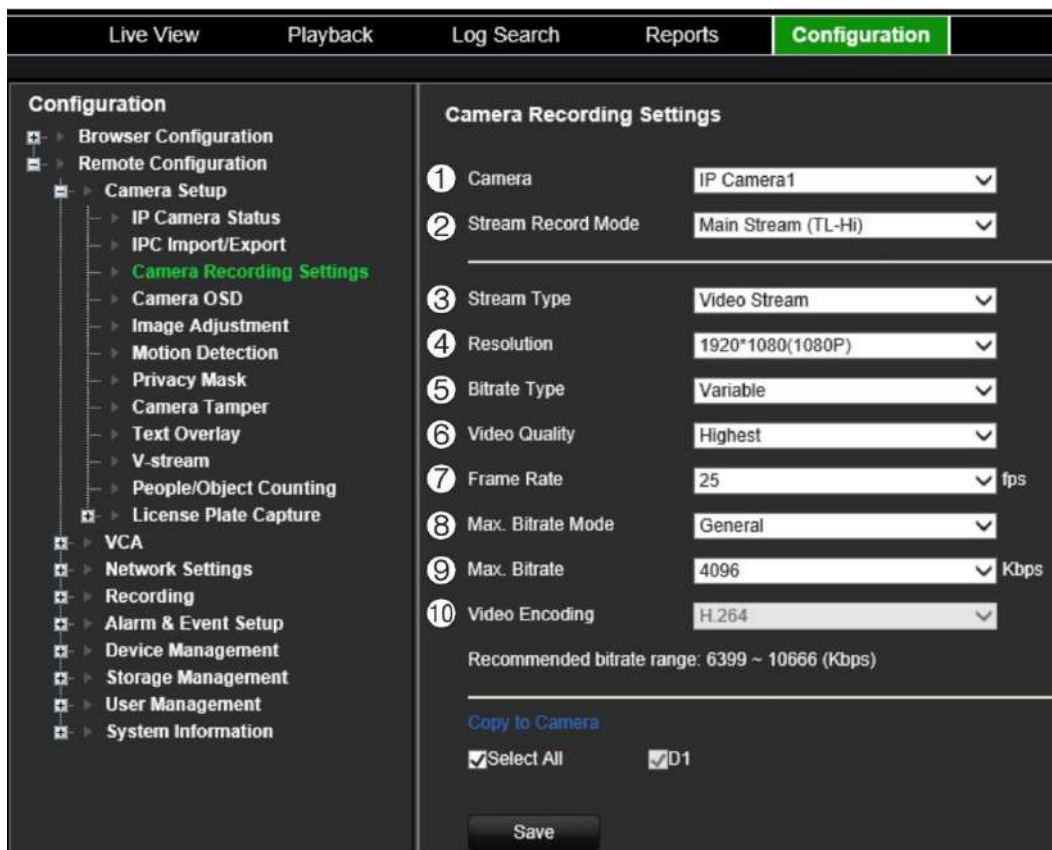 Live View Playback Log Search Reports Configuration
Configuration
Browser Configuration
Remote Configuration
Camera Setup
IP Camera Status
IPC Import/Export
Camera Recording Settings
Camera OSD
Image Adjustment
Motion Detection
Privacy Mask
Camera Tamper
Text Overlay
V-stream
People/Object Counting
License Plate Capture
VCA
Network Settings
Recording
Alarm & Event Setup
Device Management
Storage Management
User Management
System Information
Camera Recording Settings
① Camera IP Camera1
② Stream Record Mode Main Stream (TL-Hi)
③ Stream Type Video Stream
④ Resolution 1920*1080(1080P)
⑤ Bitrate Type Variable
⑥ Video Quality Highest
⑦ Frame Rate 25 fps
⑧ Max. Bitrate Mode General
⑨ Max. Bitrate 4096 Kbps
⑩ Video Encoding H.264
Recommended bitrate range: 6399 ~ 10666 (Kbps)
Copy to Camera
Select All D1
Save